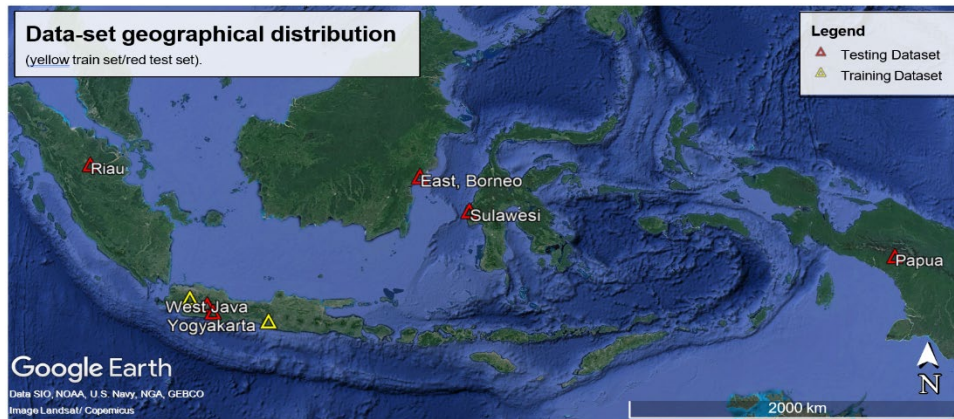 Data-set geographical distribution
(yellow train set/red test set).
Legend
Testing Dataset
Training Dataset
Riau
East, Borneo
Sulawesi
Papua
West Java
Yogyakarta
Google Earth
Data SIO, NOAA, U.S. Navy, NGA, GEBCO
Image Landsat/ Copernicus
N
2000 km